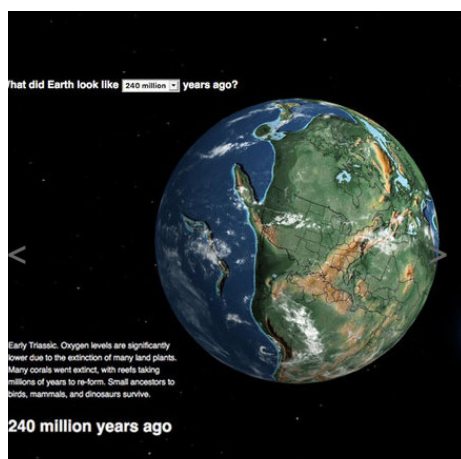 hat did Earth look like 240 million years ago?
<
>
Early Triassic. Oxygen levels are significantly
lower due to the extinction of many land plants.
Many corals went extinct, with reefs taking
millions of years to re-form. Small ancestors to
birds, mammals, and dinosaurs survive.
240 million years ago